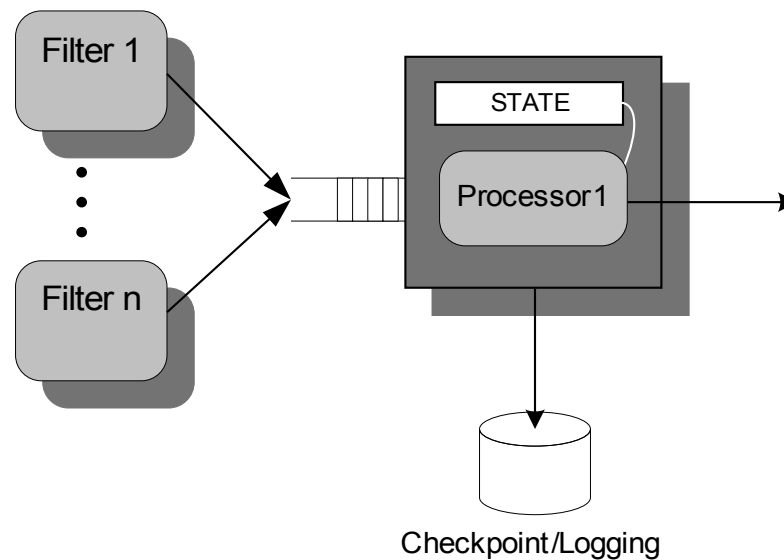 Filter 1
STATE
Processor1
Filter n
Checkpoint/Logging